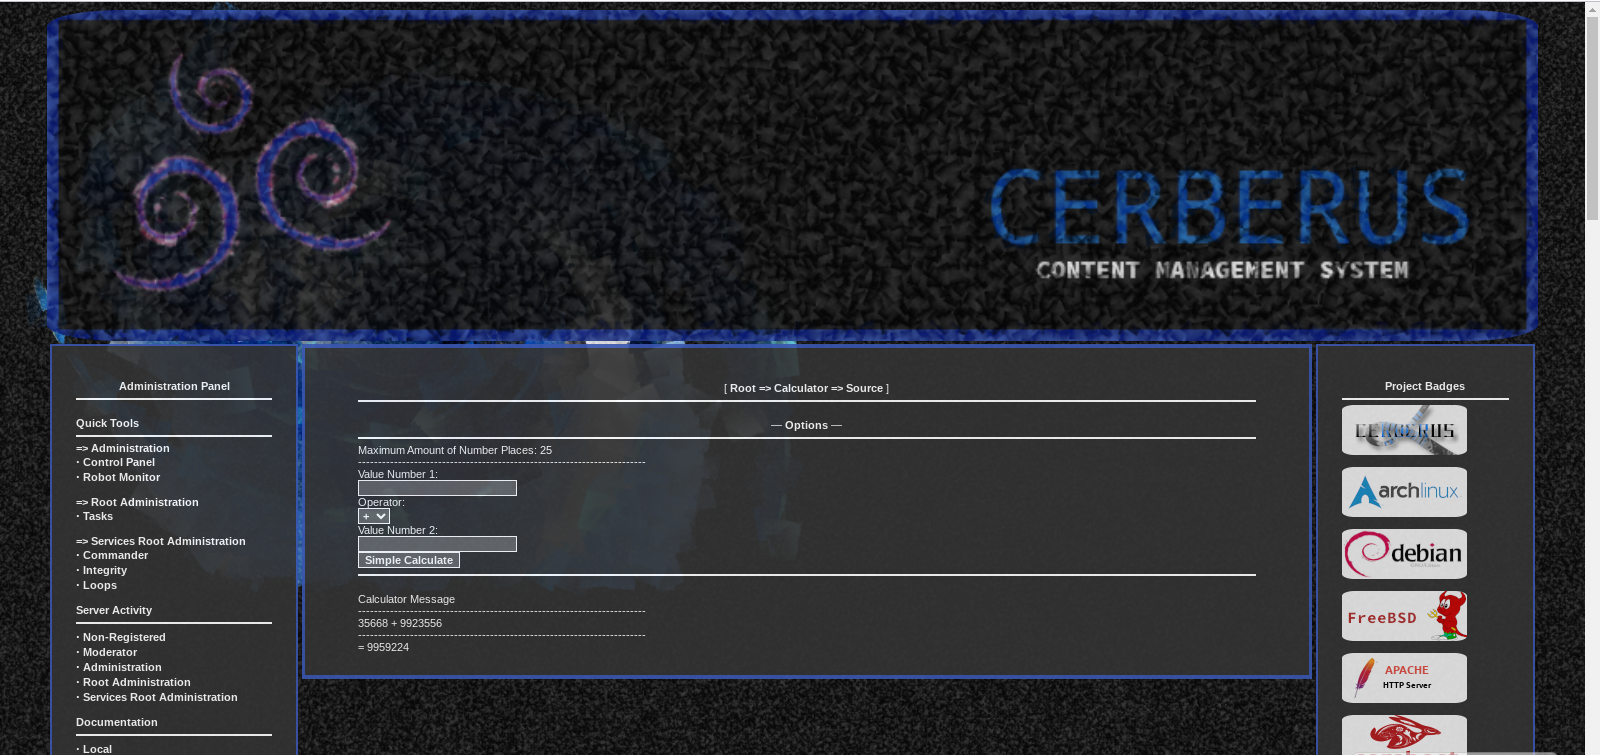 CERBERUS
CONTENT MANAGEMENT SYSTEM
Administration Panel
Quick Tools
=> Administration
· Control Panel
· Robot Monitor
=> Root Administration
· Tasks
=> Services Root Administration
· Commander
· Integrity
· Loops
Server Activity
· Non-Registered
· Moderator
· Administration
· Root Administration
· Services Root Administration
Documentation
· Local
[ Root => Calculator => Source ]
— Options —
Maximum Amount of Number Places: 25
------------------------------------------------------------------------
Value Number 1:
Operator:
+
Value Number 2:
Simple Calculate
Calculator Message
------------------------------------------------------------------------
35668 + 9923556
------------------------------------------------------------------------
= 9959224
Project Badges
CERBERUS
archlinux
debian
FreeBSD
APACHE
HTTP Server